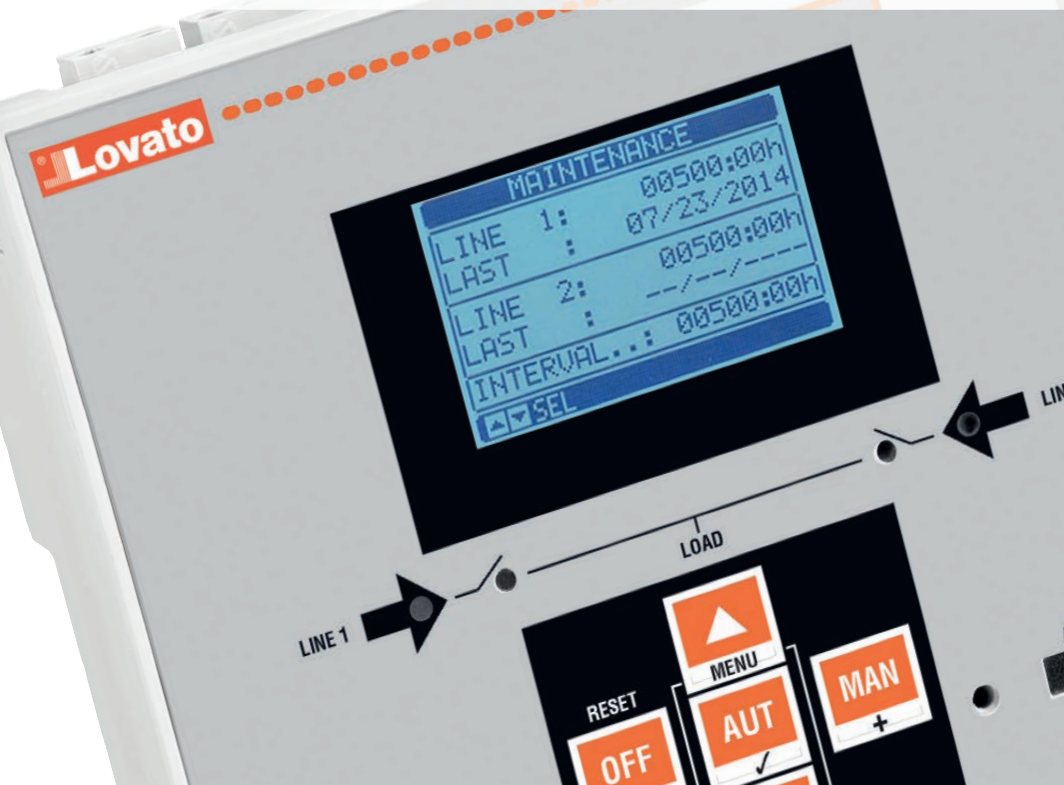 Lovato
MAINTENANCE
LINE 1: 00500:00h
LAST : 07/23/2014
LINE 2: 00500:00h
LAST : --/--/----
INTERVAL..: 00500:00h
▲▼SEL
LIN
LOAD
LINE 1
MENU
RESET
OFF
AUT
✓
MAN
+